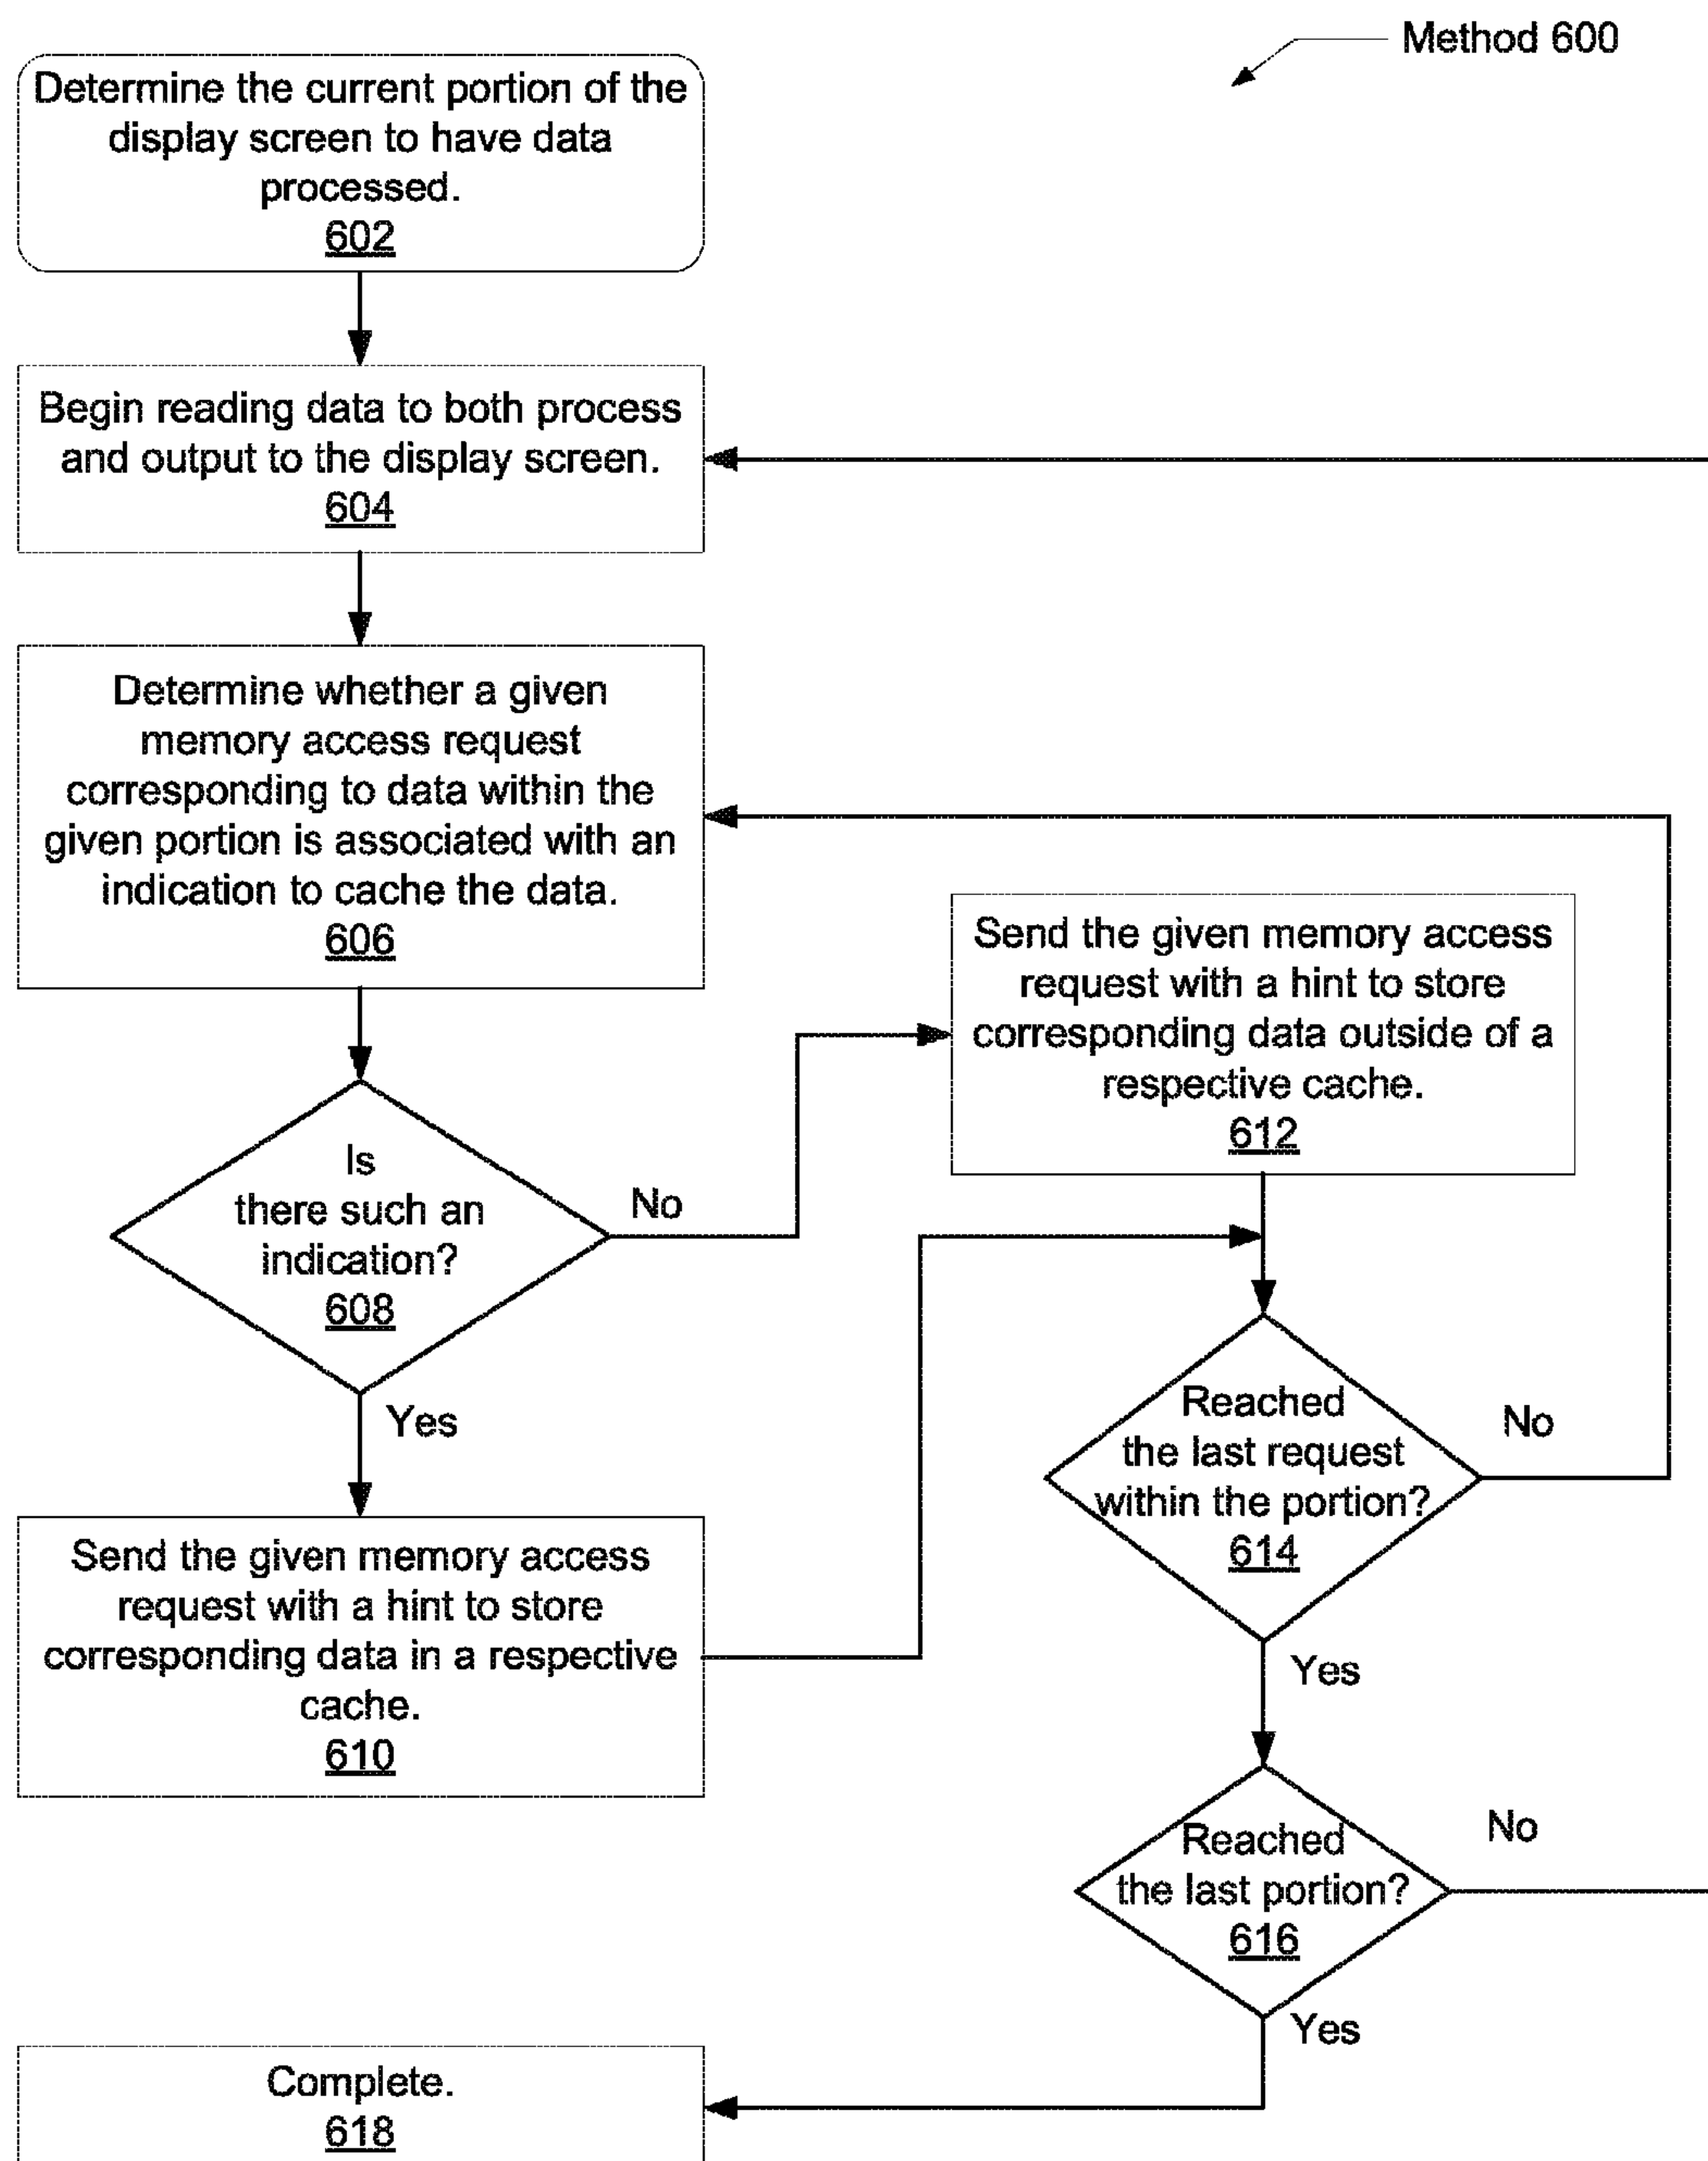 Method 600
Determine the current portion of the
display screen to have data
processed.
602
Begin reading data to both process
and output to the display screen.
604
Determine whether a given
memory access request
corresponding to data within the
given portion is associated with an
indication to cache the data.
606
Is
there such an
indication?
608
No
Yes
Send the given memory access
request with a hint to store
corresponding data in a respective
cache.
610
Send the given memory access
request with a hint to store
corresponding data outside of a
respective cache.
612
Reached
the last request
within the portion?
614
No
Yes
Reached
the last portion?
616
No
Yes
Complete.
618